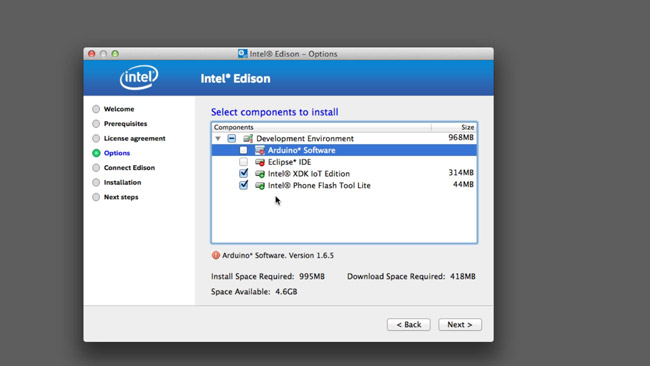 Intel® Edison – Options
intel
Intel® Edison
Welcome
Prerequisites
License agreement
Options
Connect Edison
Installation
Next steps
Select components to install
Components Size
Development Environment 968MB
Arduino* Software
Eclipse* IDE
Intel® XDK IoT Edition 314MB
Intel® Phone Flash Tool Lite 44MB
Arduino* Software. Version 1.6.5
Install Space Required: 995MB Download Space Required: 418MB
Space Available: 4.6GB
< Back Next >